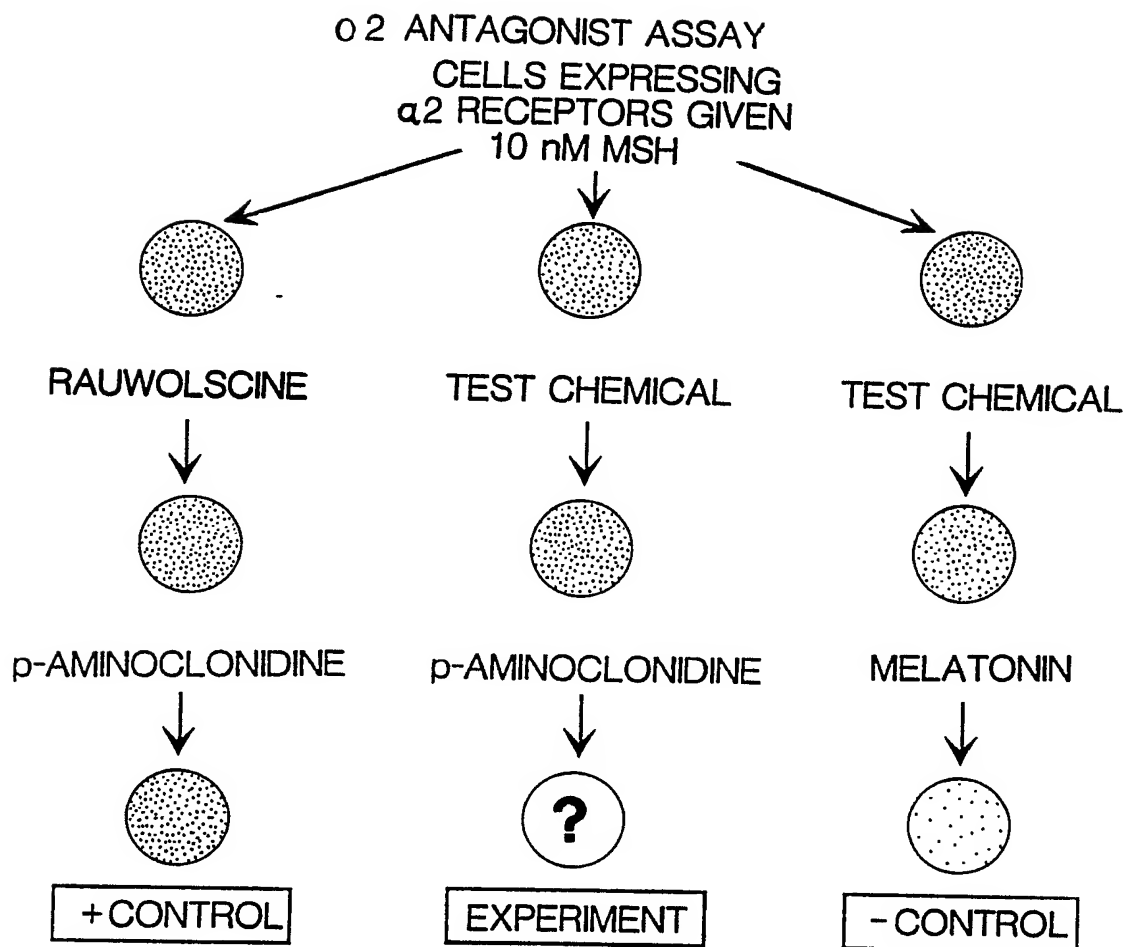 o 2 ANTAGONIST ASSAY
CELLS EXPRESSING
α2 RECEPTORS GIVEN
10 nM MSH
RAUWOLSCINE
TEST CHEMICAL
TEST CHEMICAL
p-AMINOCLONIDINE
p-AMINOCLONIDINE
MELATONIN
?
+CONTROL
EXPERIMENT
-CONTROL